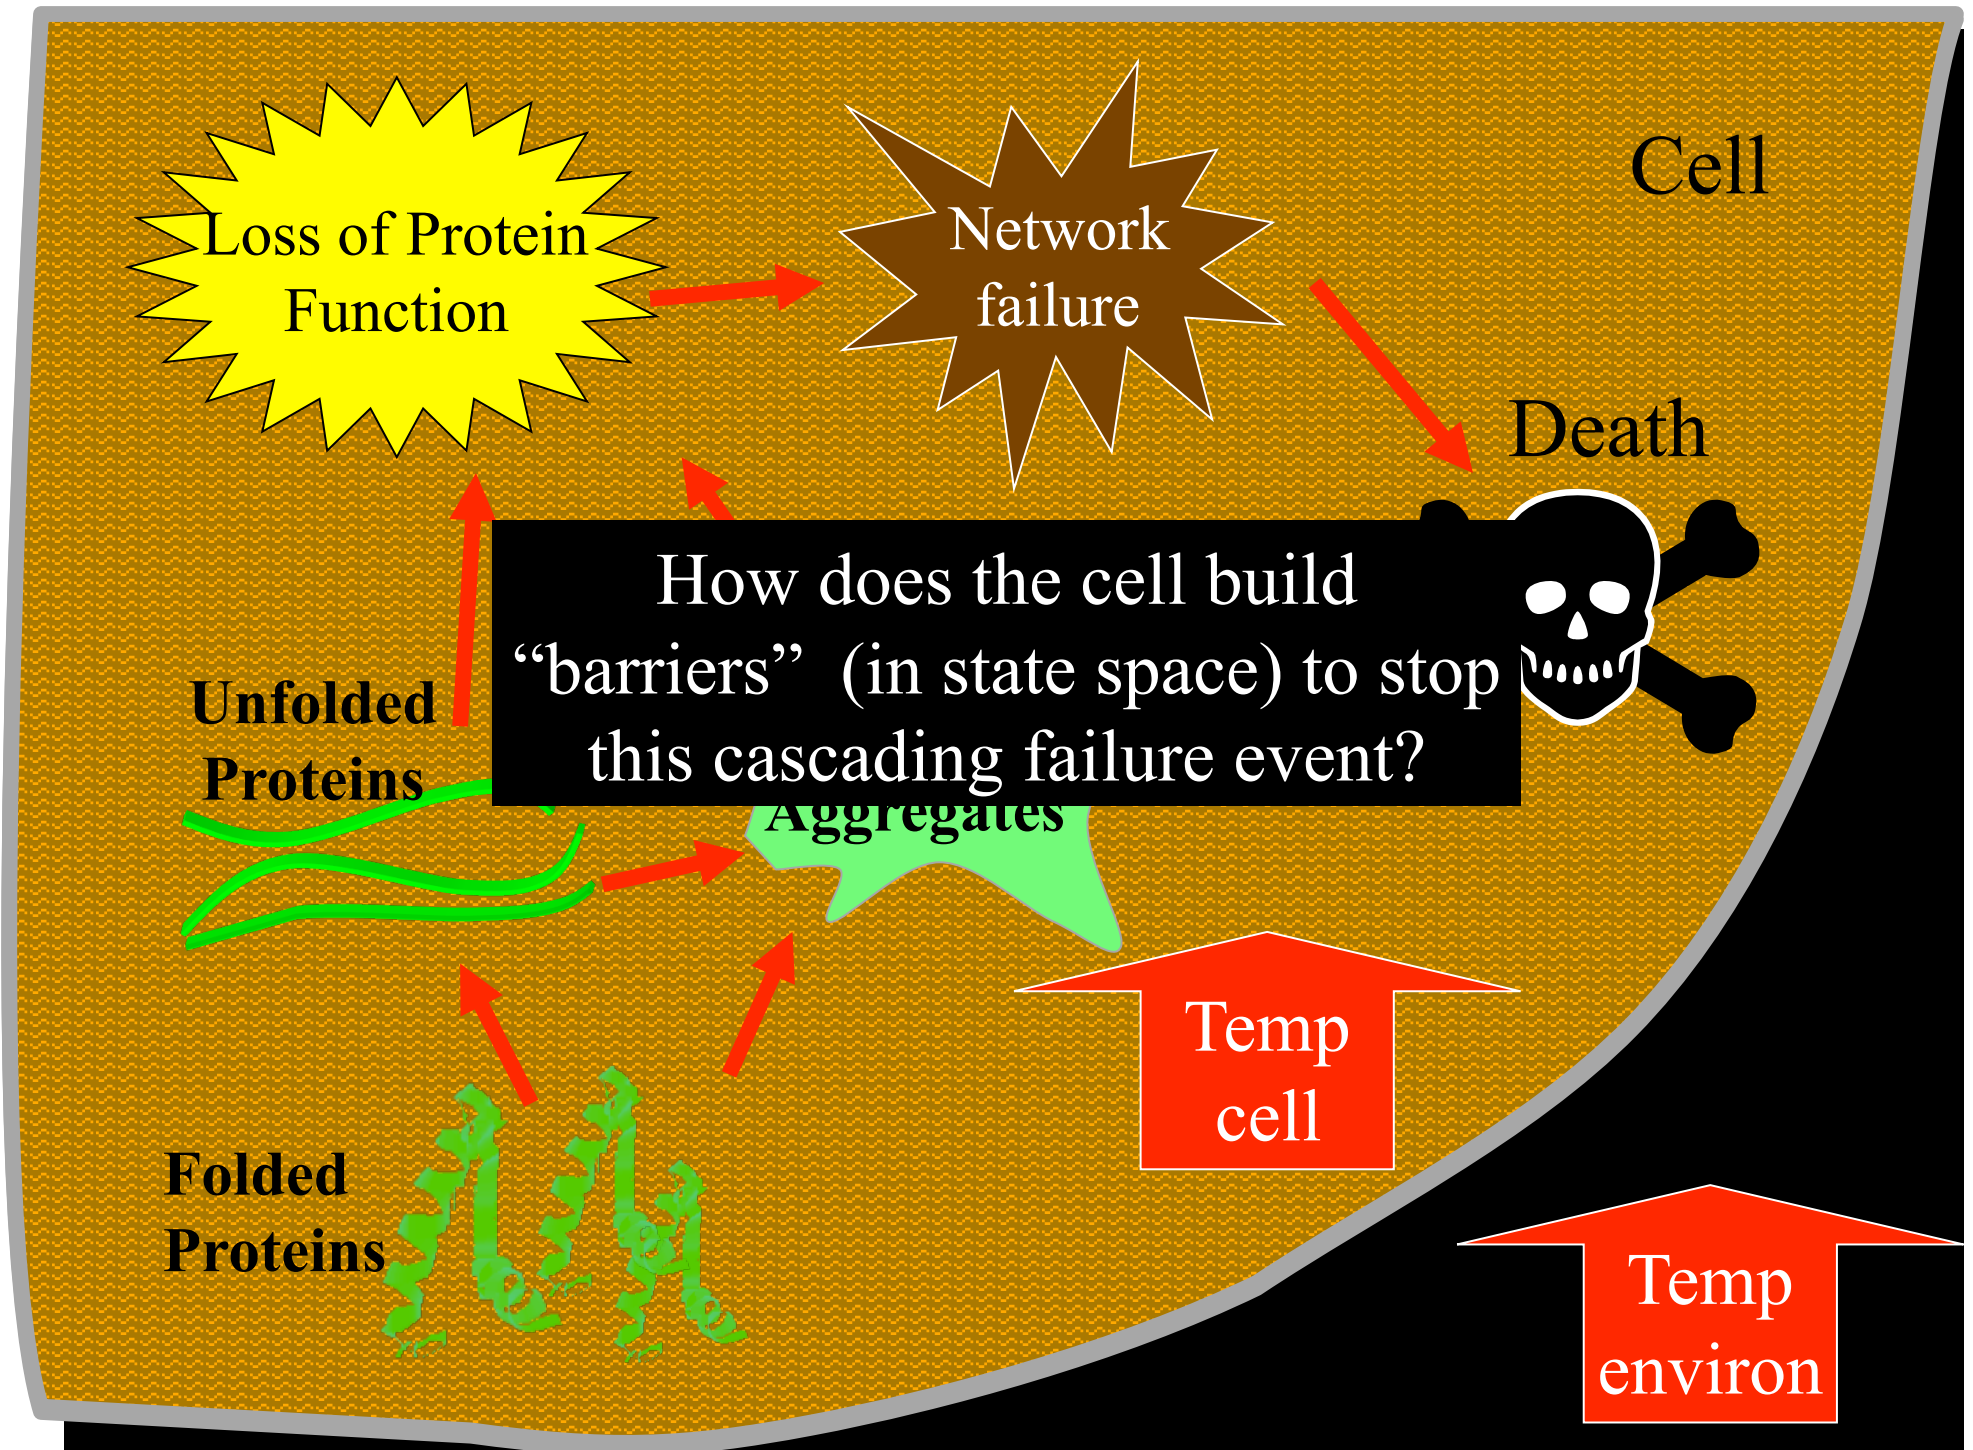 Loss of Protein
Function
Network
failure
Cell
Death
How does the cell build
“barriers” (in state space) to stop
this cascading failure event?
Unfolded
Proteins
Aggregates
Temp
cell
Folded
Proteins
Temp
environ